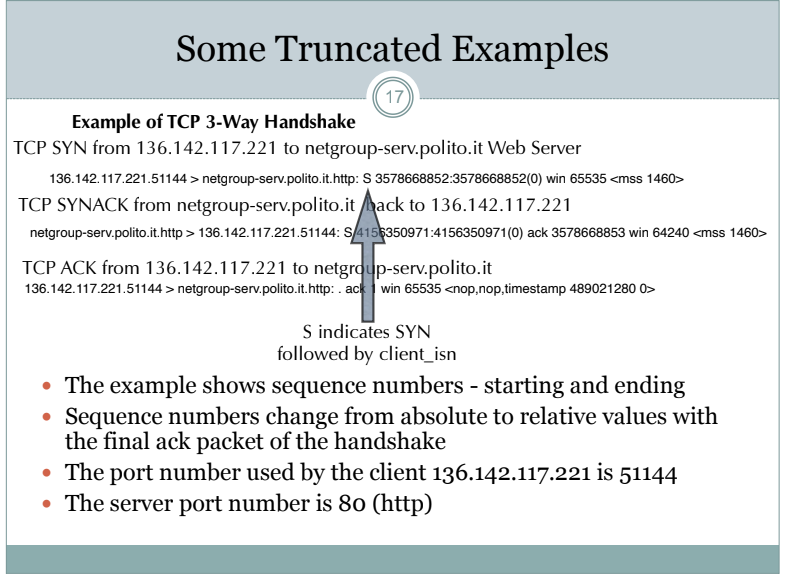 Some Truncated Examples
17
Example of TCP 3-Way Handshake
TCP SYN from 136.142.117.221 to netgroup-serv.polito.it Web Server
136.142.117.221.51144 > netgroup-serv.polito.it.http: S 3578668852:3578668852(0) win 65535 <mss 1460>
TCP SYNACK from netgroup-serv.polito.it back to 136.142.117.221
netgroup-serv.polito.it.http > 136.142.117.221.51144: S 4156350971:4156350971(0) ack 3578668853 win 64240 <mss 1460>
TCP ACK from 136.142.117.221 to netgroup-serv.polito.it
136.142.117.221.51144 > netgroup-serv.polito.it.http: . ack 1 win 65535 <nop,nop,timestamp 489021280 0>
S indicates SYN
followed by client_isn
• The example shows sequence numbers - starting and ending
• Sequence numbers change from absolute to relative values with
the final ack packet of the handshake
• The port number used by the client 136.142.117.221 is 51144
• The server port number is 80 (http)